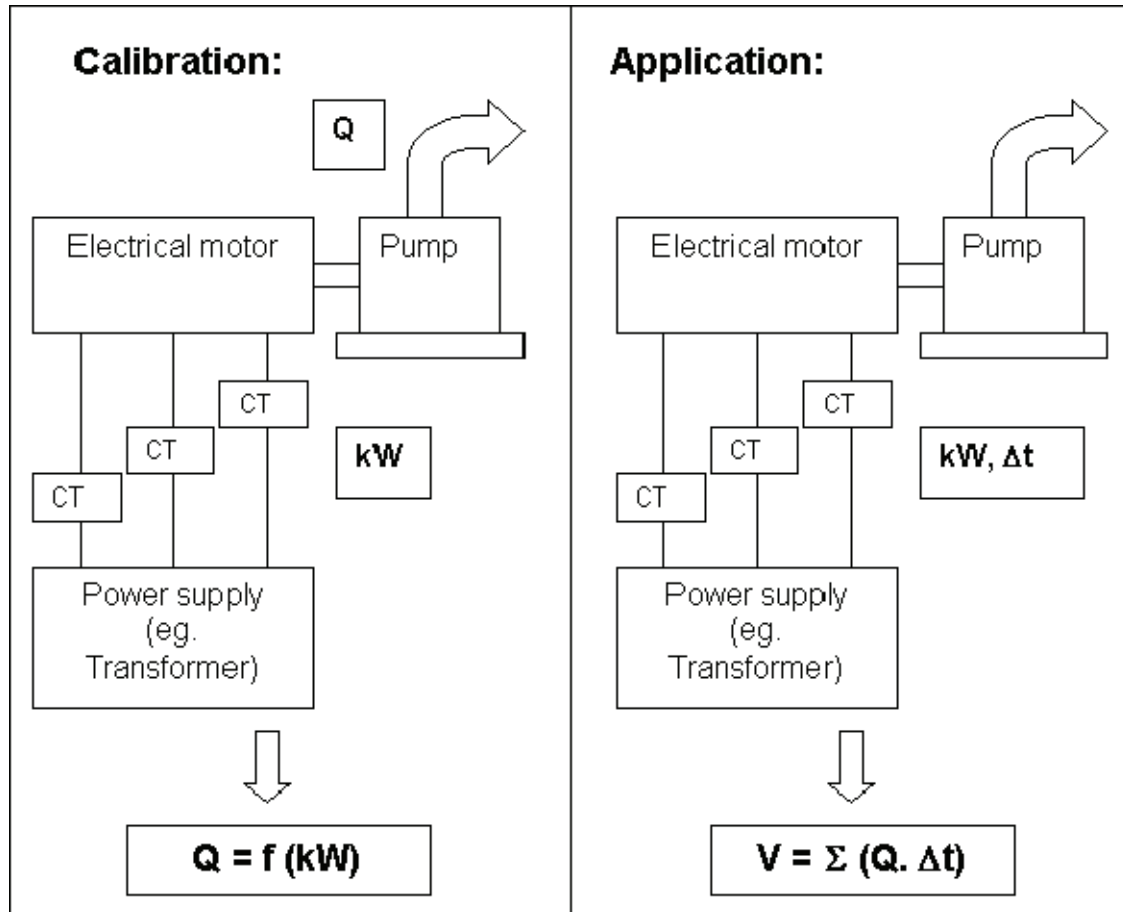 Calibration:
Q
Electrical motor
Pump
CT
CT
CT
kW
Power supply
(eg.
Transformer)
Q = f (kW)
Application:
Electrical motor
Pump
CT
CT
CT
kW, Δt
Power supply
(eg.
Transformer)
V = Σ (Q. Δt)